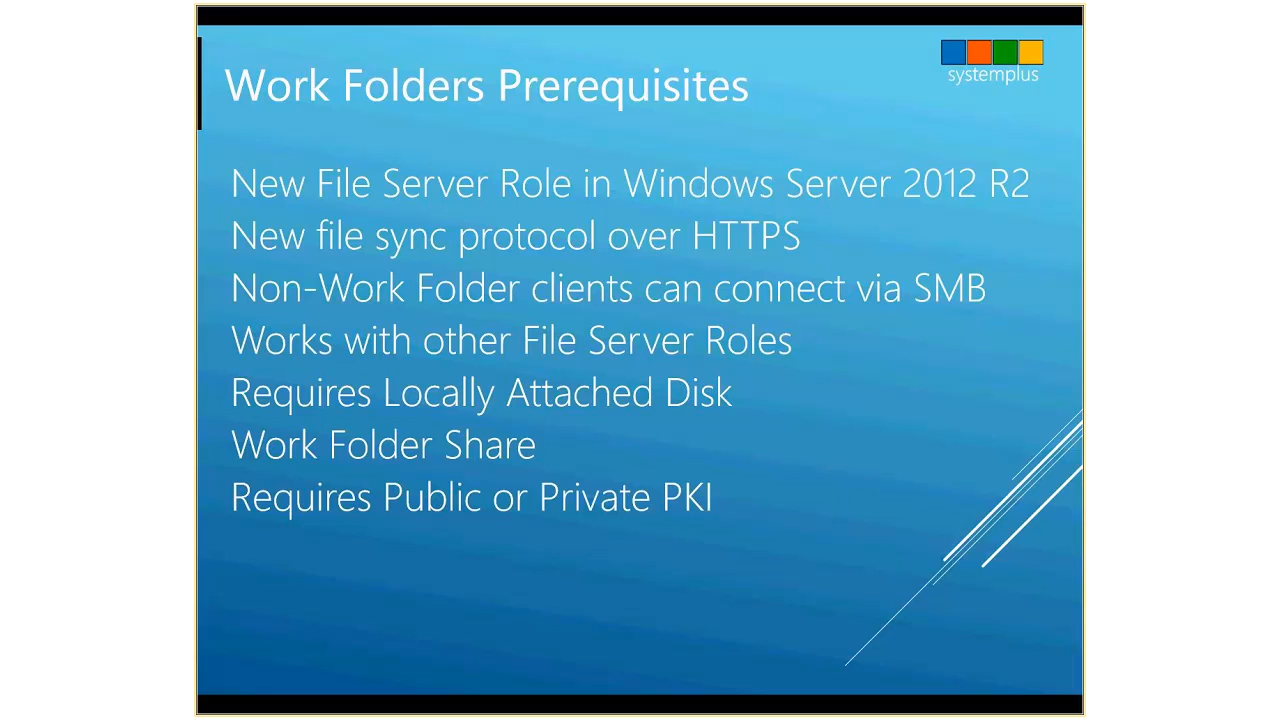 systemplus
Work Folders Prerequisites
New File Server Role in Windows Server 2012 R2
New file sync protocol over HTTPS
Non-Work Folder clients can connect via SMB
Works with other File Server Roles
Requires Locally Attached Disk
Work Folder Share
Requires Public or Private PKI